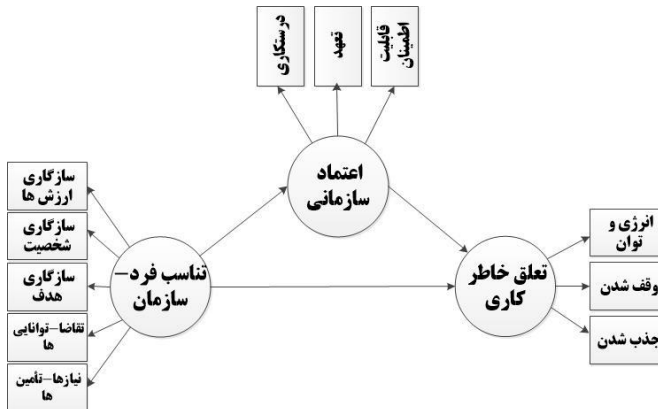 درستکاری
تعهد
قابلیت
اطمینان
اعتماد
سازمانی
سازگاری
ارزش ها
سازگاری
شخصیت
سازگاری
هدف
تقاضا–توانایی
ها
نیازها–تأمین
ها
تناسب فرد–
سازمان
تعلق خاطر
کاری
انرژی و
توان
وقف شدن
جذب شدن